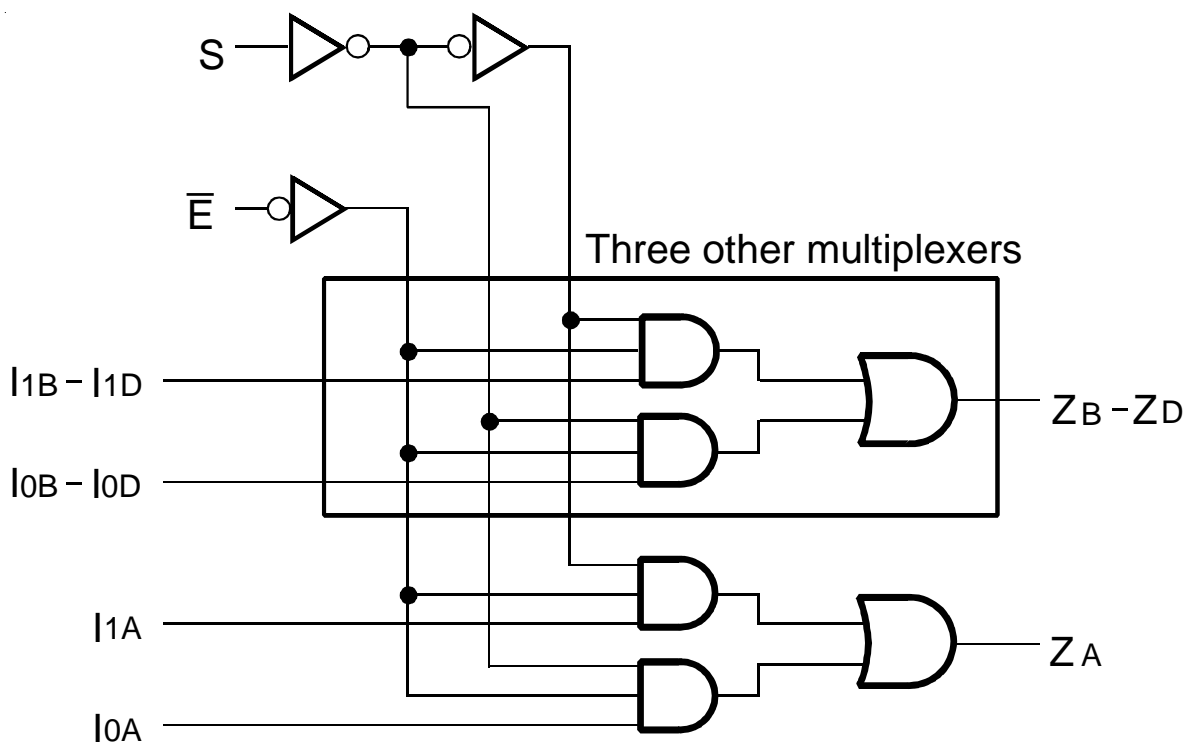 S
E̅
Three other multiplexers
I1B – I1D
ZB – ZD
I0B – I0D
I1A
ZA
I0A